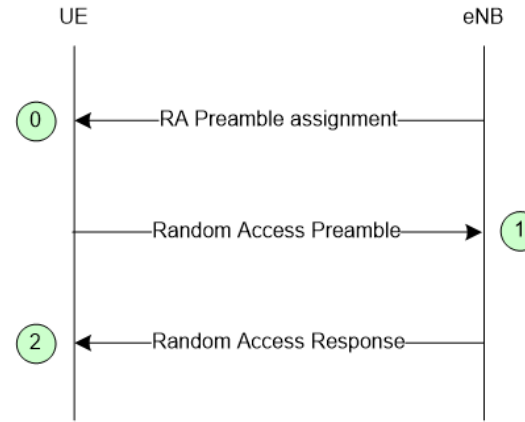 UE
eNB
0
RA Preamble assignment
Random Access Preamble
1
2
Random Access Response